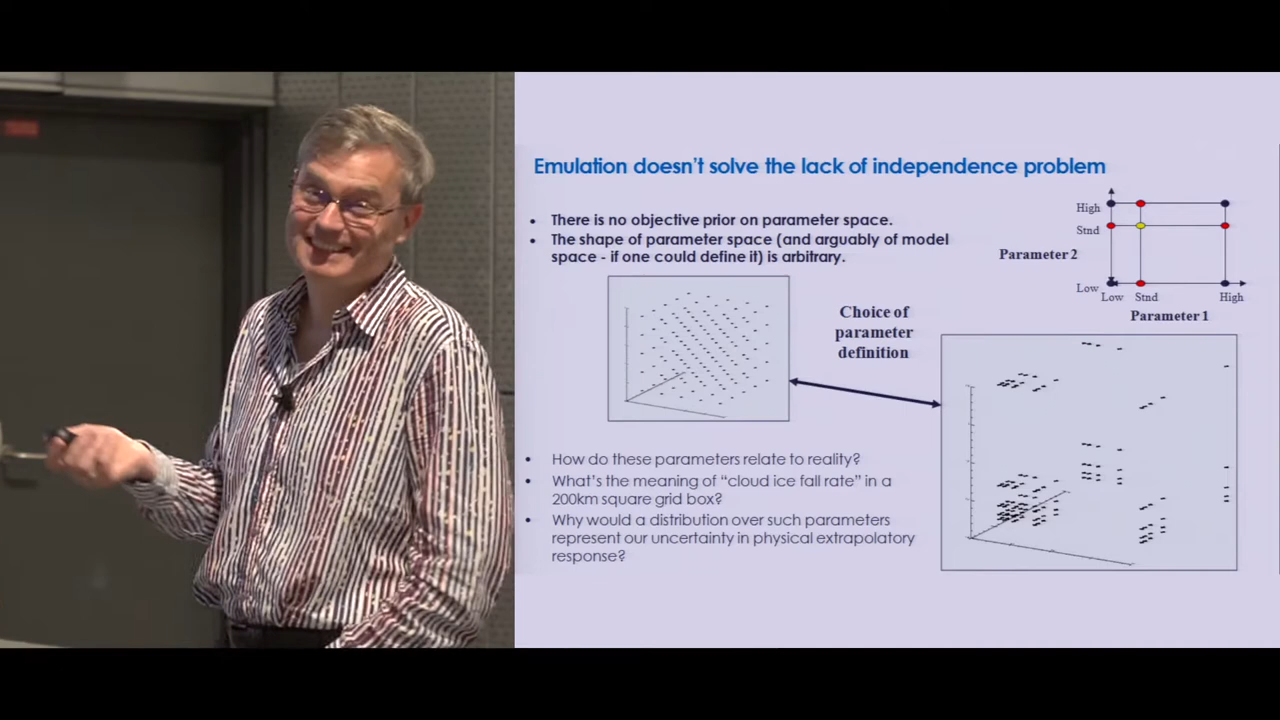 Emulation doesn't solve the lack of independence problem
• There is no objective prior on parameter space.
• The shape of parameter space (and arguably of model
space - if one could define it) is arbitrary.
High
Stnd
Parameter 2
Low
Low Stnd High
Parameter 1
Choice of
parameter
definition
• How do these parameters relate to reality?
• What's the meaning of “cloud ice fall rate” in a
200km square grid box?
• Why would a distribution over such parameters
represent our uncertainty in physical extrapolatory
response?